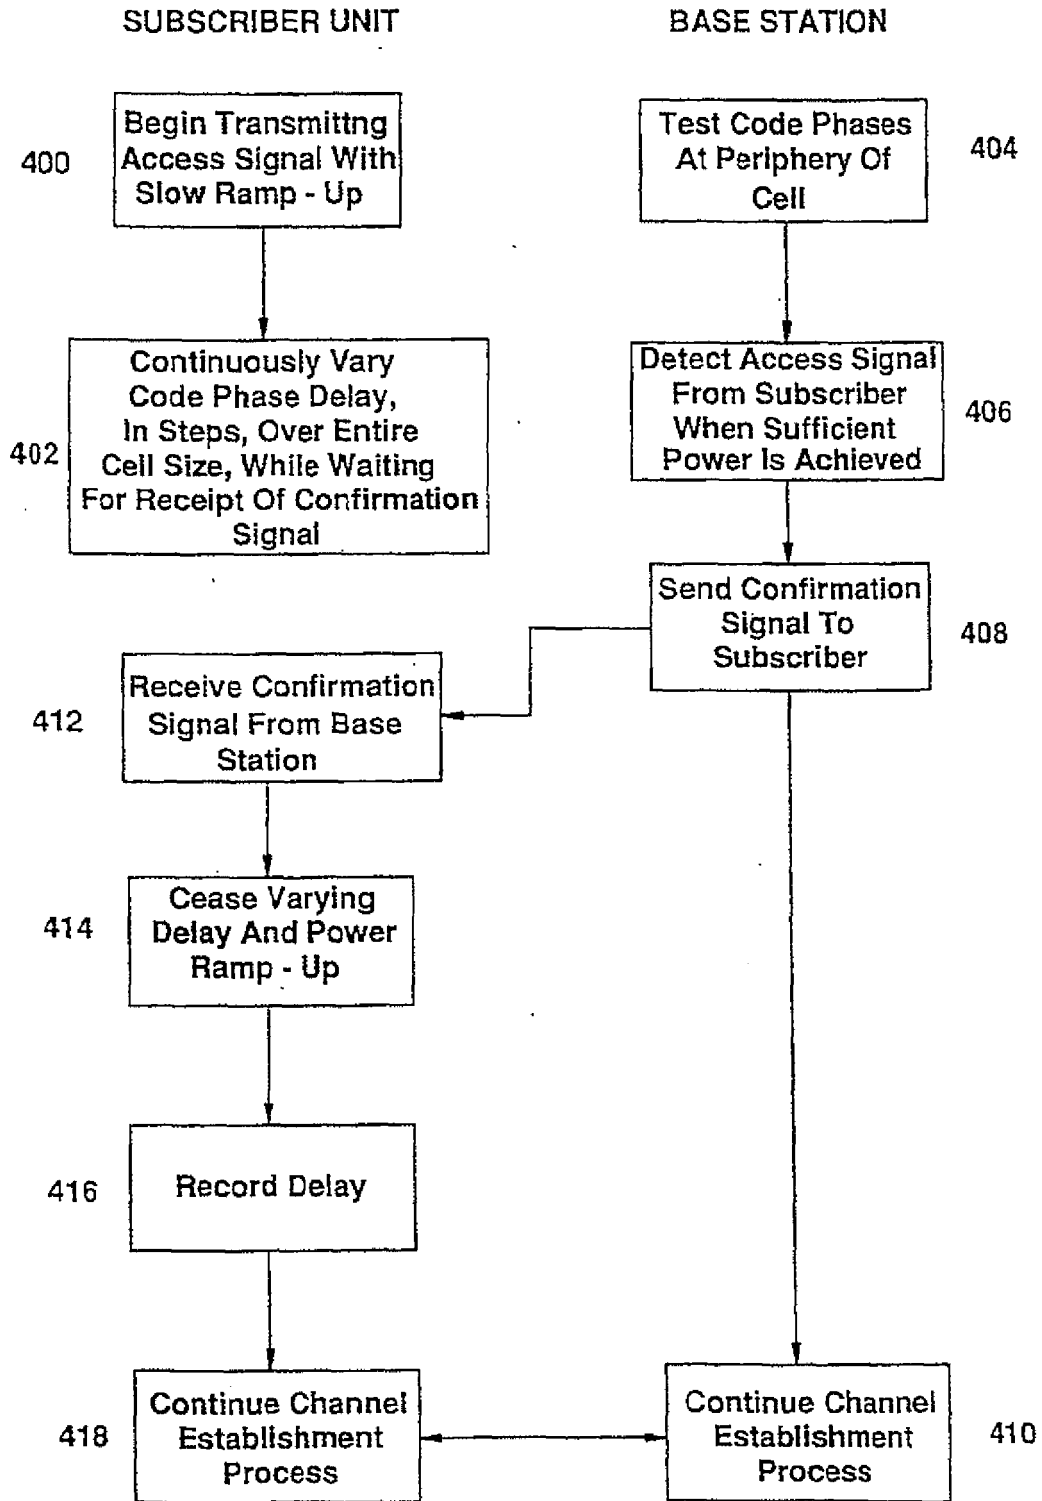 SUBSCRIBER UNIT
BASE STATION
400
Begin Transmittng
Access Signal With
Slow Ramp - Up
Test Code Phases
At Periphery Of
Cell
404
402
Continuously Vary
Code Phase Delay,
In Steps, Over Entire
Cell Size, While Waiting
For Receipt Of Confirmation
Signal
Detect Access Signal
From Subscriber
When Sufficient
Power Is Achieved
406
Send Confirmation
Signal To
Subscriber
408
412
Receive Confirmation
Signal From Base
Station
414
Cease Varying
Delay And Power
Ramp - Up
416
Record Delay
418
Continue Channel
Establishment
Process
Continue Channel
Establishment
Process
410